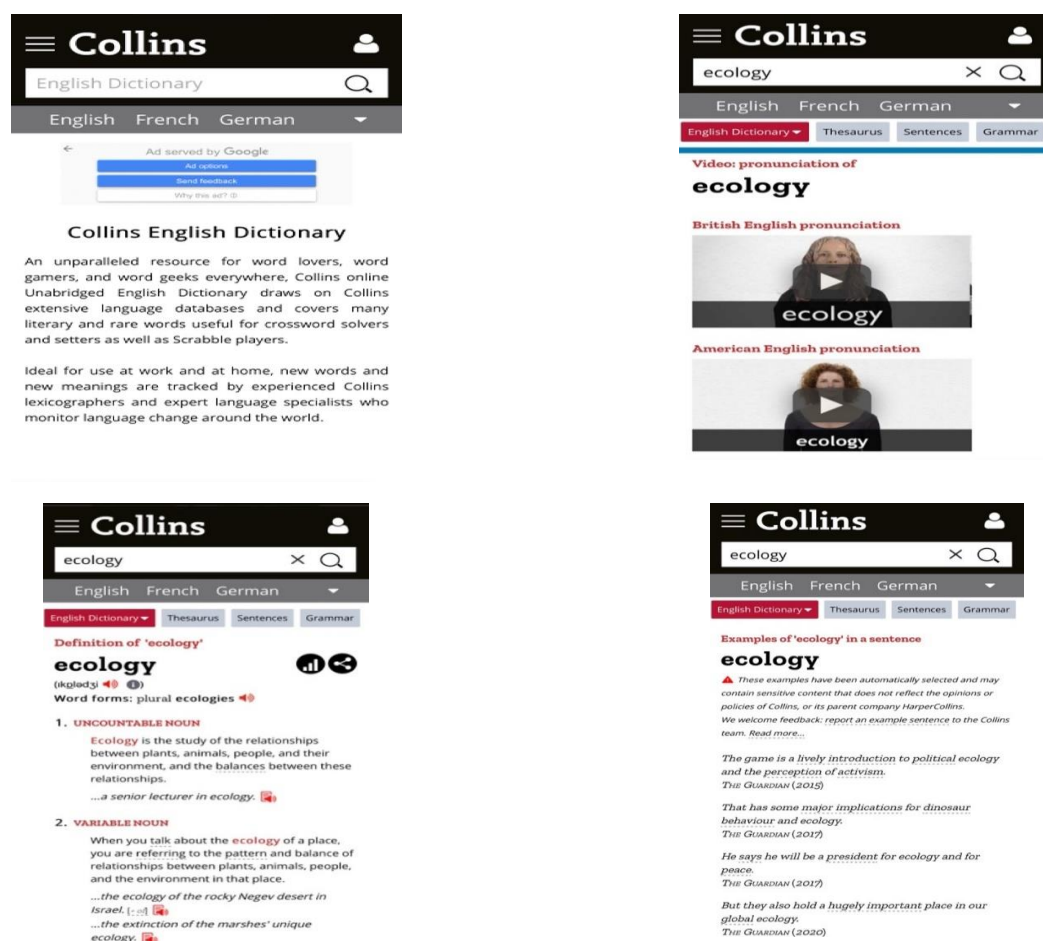 Collins
English Dictionary
English French German
Ad served by Google
Ad options
Send feedback
Why this ad?
Collins English Dictionary
An unparalleled resource for word lovers, word
gamers, and word geeks everywhere, Collins online
Unabridged English Dictionary draws on Collins
extensive language databases and covers many
literary and rare words useful for crossword solvers
and setters as well as Scrabble players.
Ideal for use at work and at home, new words and
new meanings are tracked by experienced Collins
lexicographers and expert language specialists who
monitor language change around the world.
Collins
ecology
English French German
English Dictionary Thesaurus Sentences Grammar
Video: pronunciation of
ecology
British English pronunciation
ecology
American English pronunciation
ecology
Collins
ecology
English French German
English Dictionary Thesaurus Sentences Grammar
Definition of 'ecology'
ecology
(ɪkɒlədʒi)
Word forms: plural ecologies
1. UNCOUNTABLE NOUN
Ecology is the study of the relationships
between plants, animals, people, and their
environment, and the balances between these
relationships.
...a senior lecturer in ecology.
2. VARIABLE NOUN
When you talk about the ecology of a place,
you are referring to the pattern and balance of
relationships between plants, animals, people,
and the environment in that place.
...the ecology of the rocky Negev desert in
Israel. [+ of]
...the extinction of the marshes' unique
ecology.
Collins
ecology
English French German
English Dictionary Thesaurus Sentences Grammar
Examples of 'ecology' in a sentence
ecology
These examples have been automatically selected and may
contain sensitive content that does not reflect the opinions or
policies of Collins, or its parent company HarperCollins.
We welcome feedback: report an example sentence to the Collins
team. Read more...
The game is a lively introduction to political ecology
and the perception of activism.
THE GUARDIAN (2015)
That has some major implications for dinosaur
behaviour and ecology.
THE GUARDIAN (2017)
He says he will be a president for ecology and for
peace.
THE GUARDIAN (2017)
But they also hold a hugely important place in our
global ecology.
THE GUARDIAN (2020)